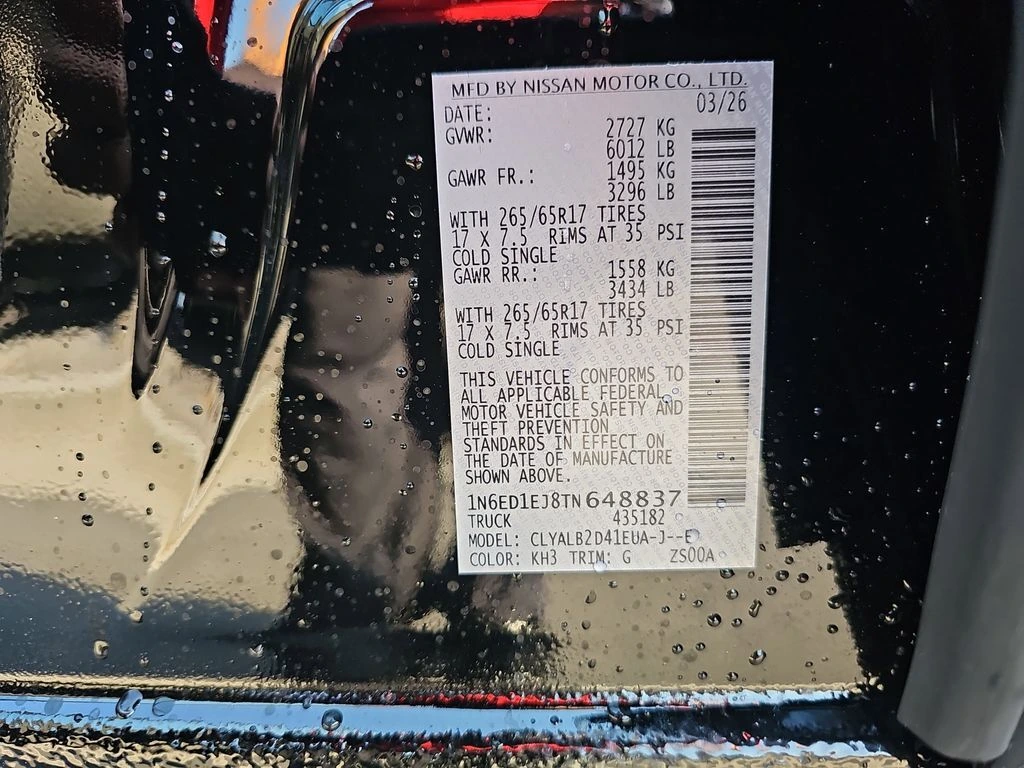 MFD BY NISSAN MOTOR CO., LTD.
DATE: 03/26
GVWR: 2727 KG
6012 LB
GAWR FR.: 1495 KG
3296 LB
WITH 265/65R17 TIRES
17 X 7.5 RIMS AT 35 PSI
COLD SINGLE
GAWR RR.: 1558 KG
3434 LB
WITH 265/65R17 TIRES
17 X 7.5 RIMS AT 35 PSI
COLD SINGLE
THIS VEHICLE CONFORMS TO
ALL APPLICABLE FEDERAL
MOTOR VEHICLE SAFETY AND
THEFT PREVENTION
STANDARDS IN EFFECT ON
THE DATE OF MANUFACTURE
SHOWN ABOVE.
1N6ED1EJ8TN648837
TRUCK 435182
MODEL: CLYALB2D41EUA-J--E
COLOR: KH3 TRIM: G ZS00A